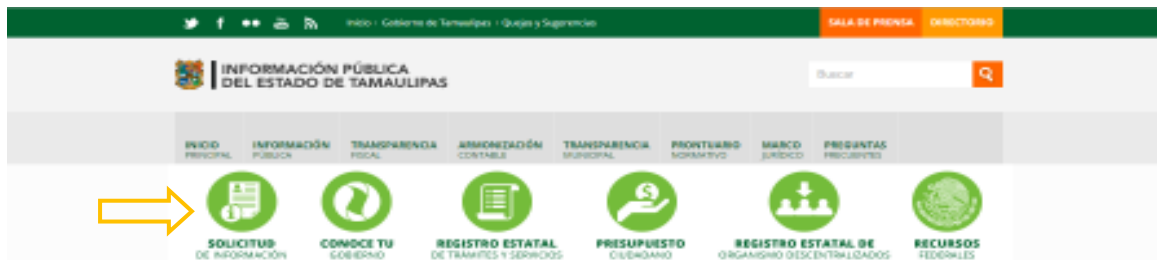 Inicio · Gobierno de Tamaulipas · Quejas y Sugerencias
SALA DE PRENSA DIRECTORIO
INFORMACIÓN PÚBLICA
DEL ESTADO DE TAMAULIPAS
Buscar
INICIO INFORMACIÓN TRANSPARENCIA ARMONIZACIÓN TRANSPARENCIA PRONTUARIO MARCO PREGUNTAS
PRINCIPAL PÚBLICA FISCAL CONTABLE MUNICIPAL NORMATIVO JURÍDICO FRECUENTES
SOLICITUD CONOCE TU REGISTRO ESTATAL PRESUPUESTO REGISTRO ESTATAL DE RECURSOS
DE INFORMACIÓN GOBIERNO DE TRÁMITES Y SERVICIOS CIUDADANO ORGANISMO DESCENTRALIZADOS FEDERALES